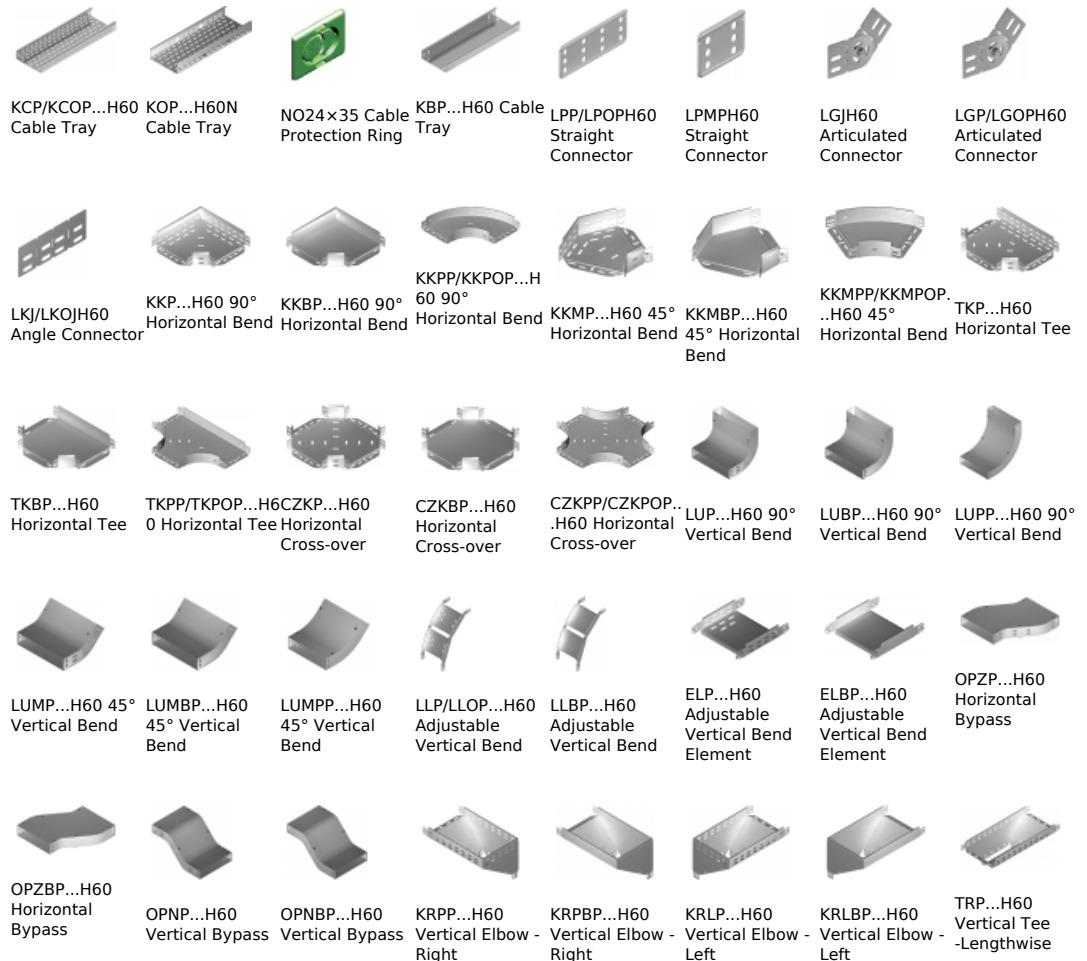 KCP/KCOP...H60
Cable Tray
KOP...H60N
Cable Tray
NO24×35 Cable
Protection Ring
KBP...H60 Cable
Tray
LPP/LPOPH60
Straight
Connector
LPMPH60
Straight
Connector
LGJH60
Articulated
Connector
LGP/LGOPH60
Articulated
Connector
LKJ/LKOJH60
Angle Connector
KKP...H60 90°
Horizontal Bend
KKBP...H60 90°
Horizontal Bend
KKPP/KKPOP...H
60 90°
Horizontal Bend
KKMP...H60 45°
Horizontal Bend
KKMBP...H60
45° Horizontal
Bend
KKMPP/KKMPOP.
..H60 45°
Horizontal Bend
TKP...H60
Horizontal Tee
TKBP...H60
Horizontal Tee
TKPP/TKPOP...H6
0 Horizontal Tee
CZKP...H60
Horizontal
Cross-over
CZKBP...H60
Horizontal
Cross-over
CZKPP/CZKPOP..
.H60 Horizontal
Cross-over
LUP...H60 90°
Vertical Bend
LUBP...H60 90°
Vertical Bend
LUPP...H60 90°
Vertical Bend
LUMP...H60 45°
Vertical Bend
LUMBP...H60
45° Vertical
Bend
LUMPP...H60
45° Vertical
Bend
LLP/LLOP...H60
Adjustable
Vertical Bend
LLBP...H60
Adjustable
Vertical Bend
ELP...H60
Adjustable
Vertical Bend
Element
ELBP...H60
Adjustable
Vertical Bend
Element
OPZP...H60
Horizontal
Bypass
OPZBP...H60
Horizontal
Bypass
OPNP...H60
Vertical Bypass
OPNBP...H60
Vertical Bypass
KRPP...H60
Vertical Elbow -
Right
KRPBP...H60
Vertical Elbow -
Right
KRLP...H60
Vertical Elbow -
Left
KRLBP...H60
Vertical Elbow -
Left
TRP...H60
Vertical Tee
-Lengthwise